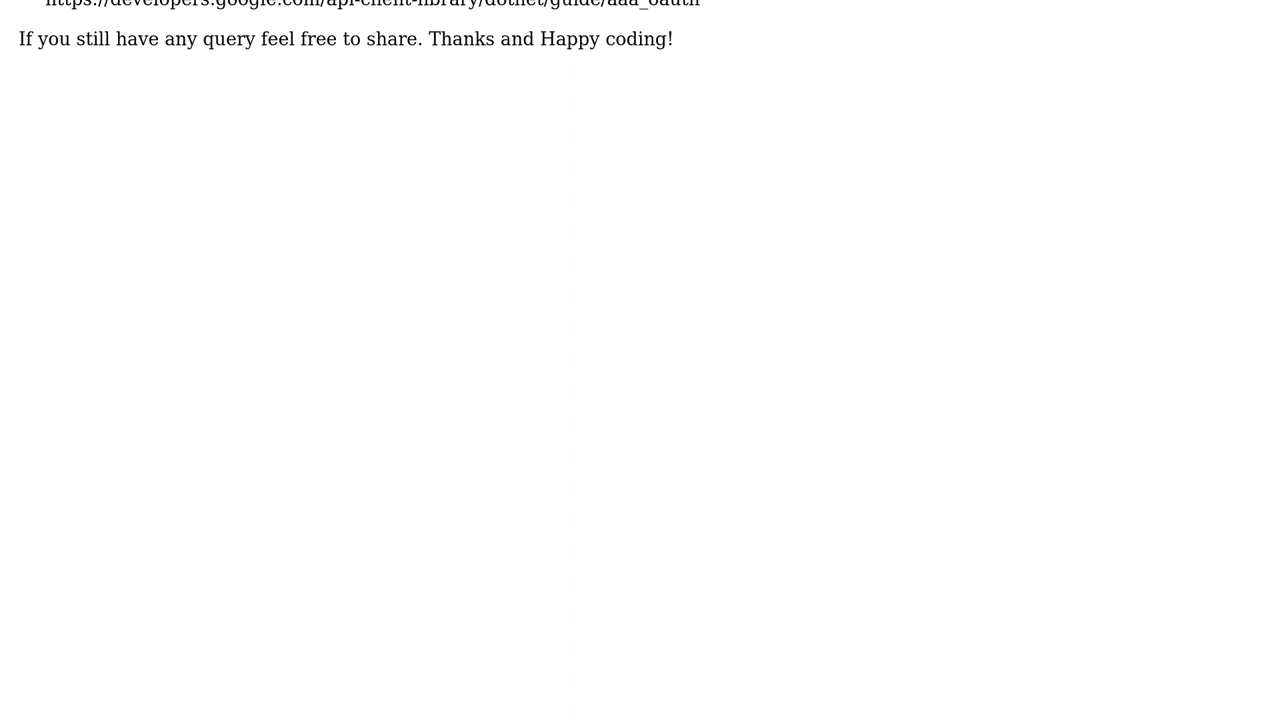 https://developers.google.com/api-client-library/dotnet/guide/aaa_oauth
If you still have any query feel free to share. Thanks and Happy coding!